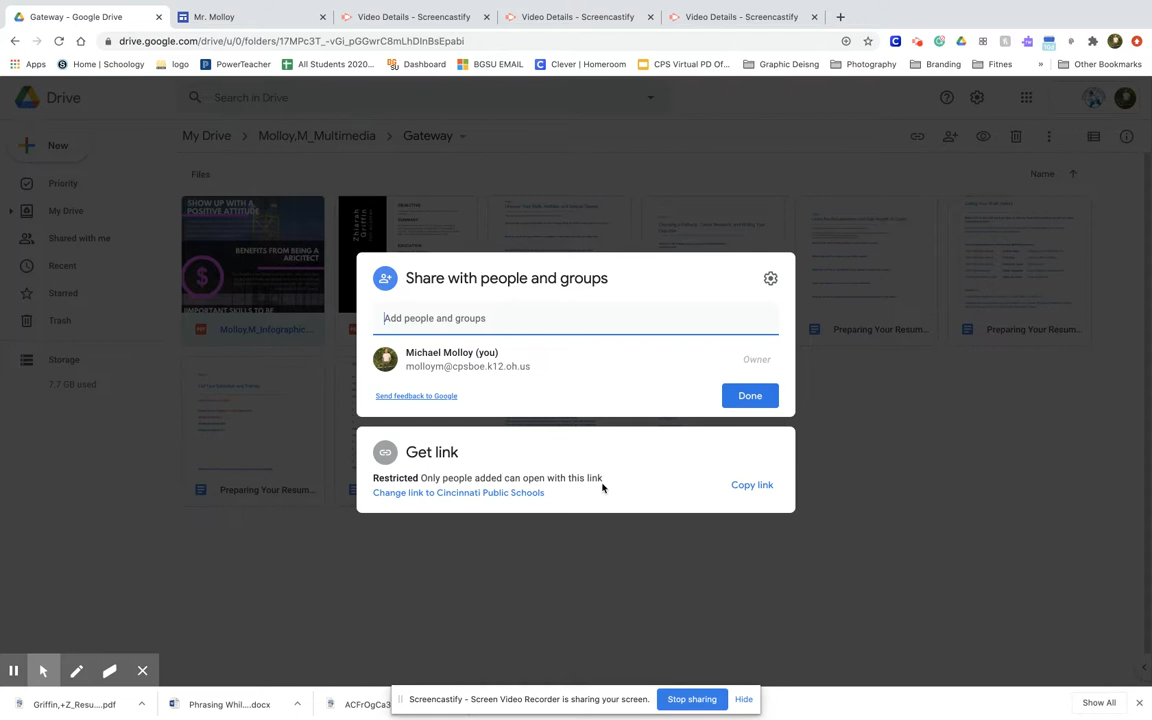 Gateway - Google Drive
Mr. Molloy
Video Details - Screencastify
Video Details - Screencastify
Video Details - Screencastify
drive.google.com/drive/u/0/folders/17MPc3T_-vGi_pGGwrC8mLhDInBsEpabi
Apps
Home | Schoology
logo
PowerTeacher
All Students 2020...
Dashboard
BGSU EMAIL
Clever | Homeroom
CPS Virtual PD Of...
Graphic Deisng
Photography
Branding
Fitnes
»
Other Bookmarks
Drive
Search in Drive
New
My Drive
Molloy,M_Multimedia
Gateway
Files
Name
Priority
My Drive
Shared with me
Recent
Starred
Trash
Storage
7.7 GB used
SHOW UP WITH A
POSITIVE ATTITUDE
BENEFITS FROM BEING A
ARCITECT
IMPORTANT SKILLS TO BE
Molloy,M_Infographic...
Zhiarah
Griffin
OBJECTIVE
SUMMARY
EDUCATION
Preparing Your Resum...
Preparing Your Resum...
Preparing Your Resum...
Share with people and groups
Add people and groups
Michael Molloy (you)
molloym@cpsboe.k12.oh.us
Owner
Send feedback to Google
Done
Get link
Restricted Only people added can open with this link
Change link to Cincinnati Public Schools
Copy link
Griffin,+Z_Resu....pdf
Phrasing Whil....docx
ACFrOgCa3
Screencastify - Screen Video Recorder is sharing your screen.
Stop sharing
Hide
Show All